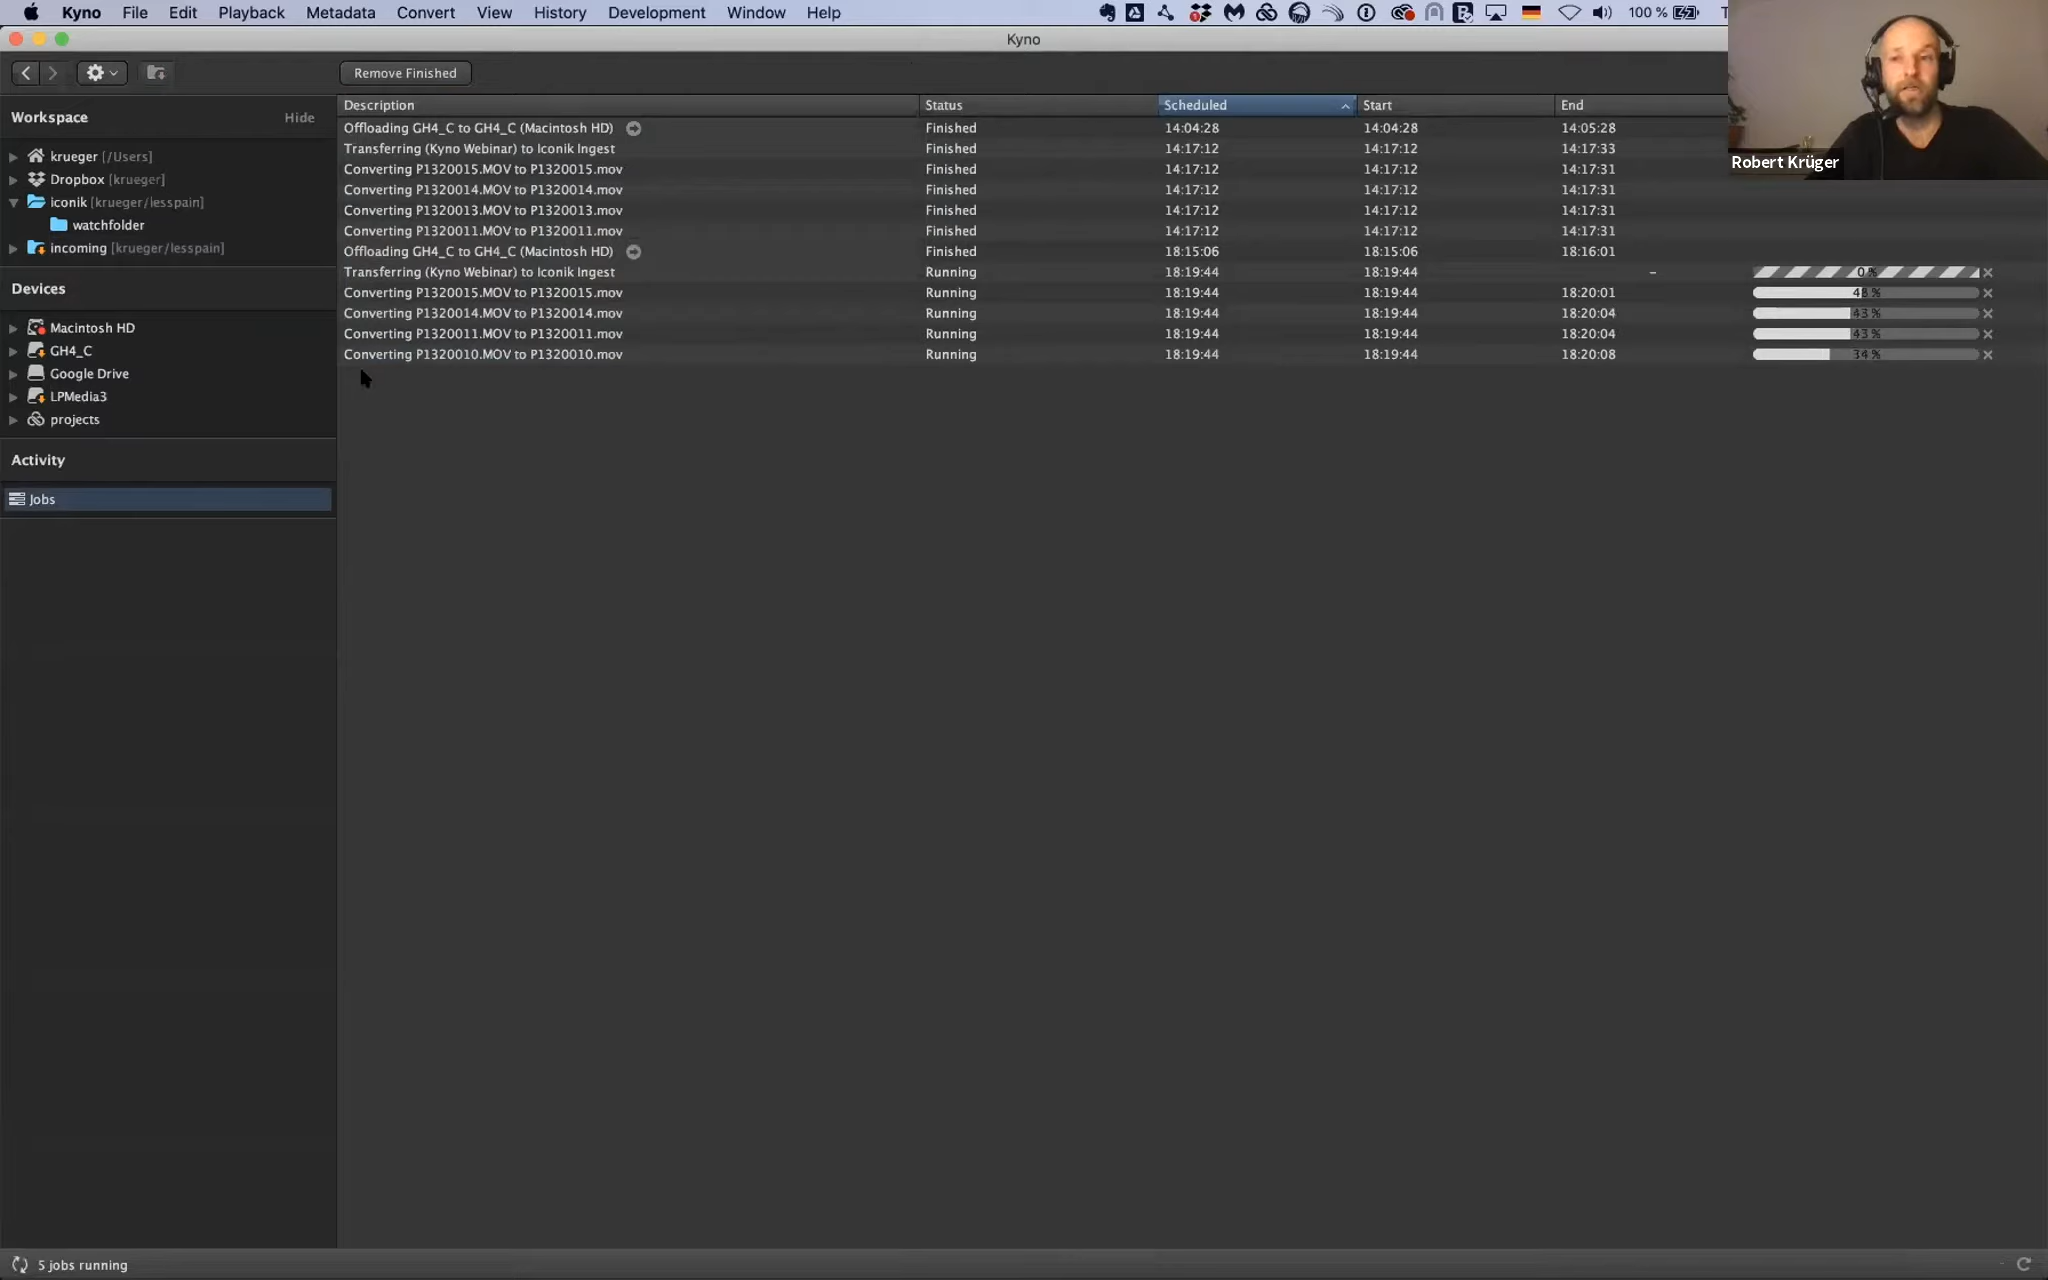 Kyno File Edit Playback Metadata Convert View History Development Window Help 100 %
Kyno
Remove Finished
Robert Krüger
Workspace Hide
krueger [/Users]
Dropbox [krueger]
iconik [krueger/lesspain]
watchfolder
incoming [krueger/lesspain]
Devices
Macintosh HD
GH4_C
Google Drive
LPMedia3
projects
Activity
Jobs
Description Status Scheduled Start End
Offloading GH4_C to GH4_C (Macintosh HD) Finished 14:04:28 14:04:28 14:05:28
Transferring (Kyno Webinar) to Iconik Ingest Finished 14:17:12 14:17:12 14:17:33
Converting P1320015.MOV to P1320015.mov Finished 14:17:12 14:17:12 14:17:31
Converting P1320014.MOV to P1320014.mov Finished 14:17:12 14:17:12 14:17:31
Converting P1320013.MOV to P1320013.mov Finished 14:17:12 14:17:12 14:17:31
Converting P1320011.MOV to P1320011.mov Finished 14:17:12 14:17:12 14:17:31
Offloading GH4_C to GH4_C (Macintosh HD) Finished 18:15:06 18:15:06 18:16:01
Transferring (Kyno Webinar) to Iconik Ingest Running 18:19:44 18:19:44 – 0 %
Converting P1320015.MOV to P1320015.mov Running 18:19:44 18:19:44 18:20:01 48 %
Converting P1320014.MOV to P1320014.mov Running 18:19:44 18:19:44 18:20:04 43 %
Converting P1320011.MOV to P1320011.mov Running 18:19:44 18:19:44 18:20:04 43 %
Converting P1320010.MOV to P1320010.mov Running 18:19:44 18:19:44 18:20:08 34 %
5 jobs running